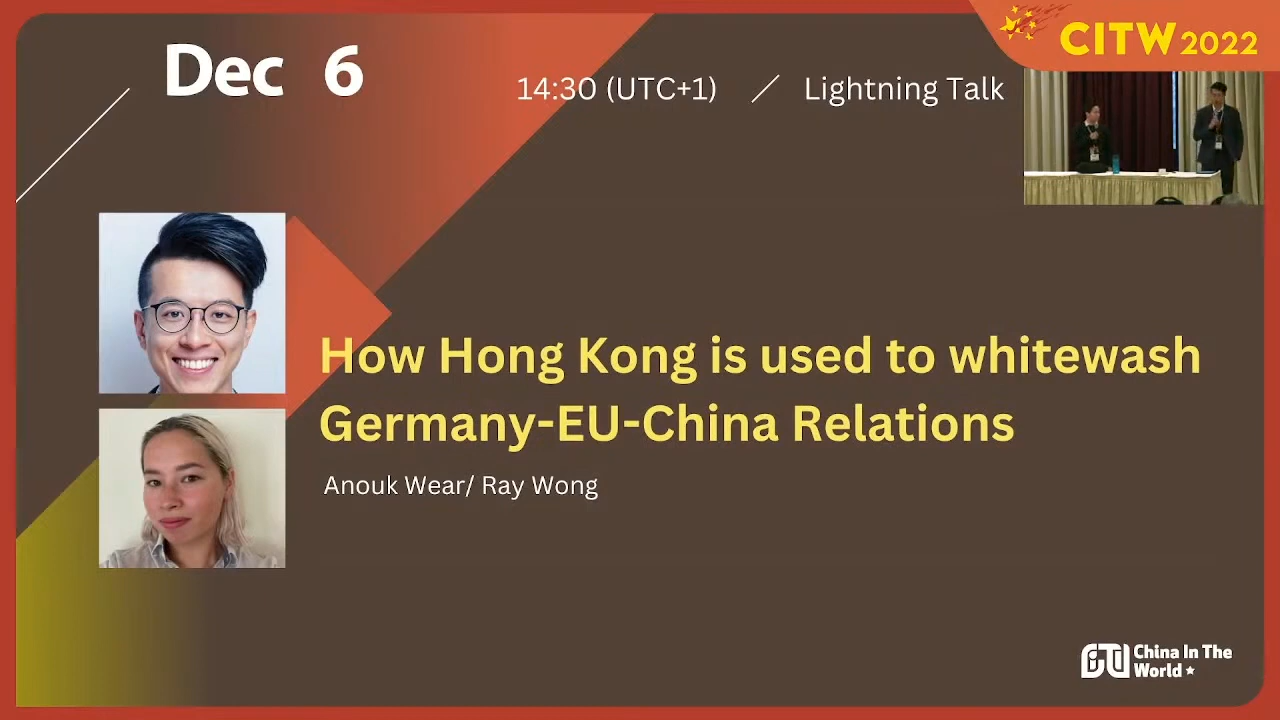 CITW 2022
Dec 6
14:30 (UTC+1) / Lightning Talk
How Hong Kong is used to whitewash
Germany-EU-China Relations
Anouk Wear/ Ray Wong
China In The
World